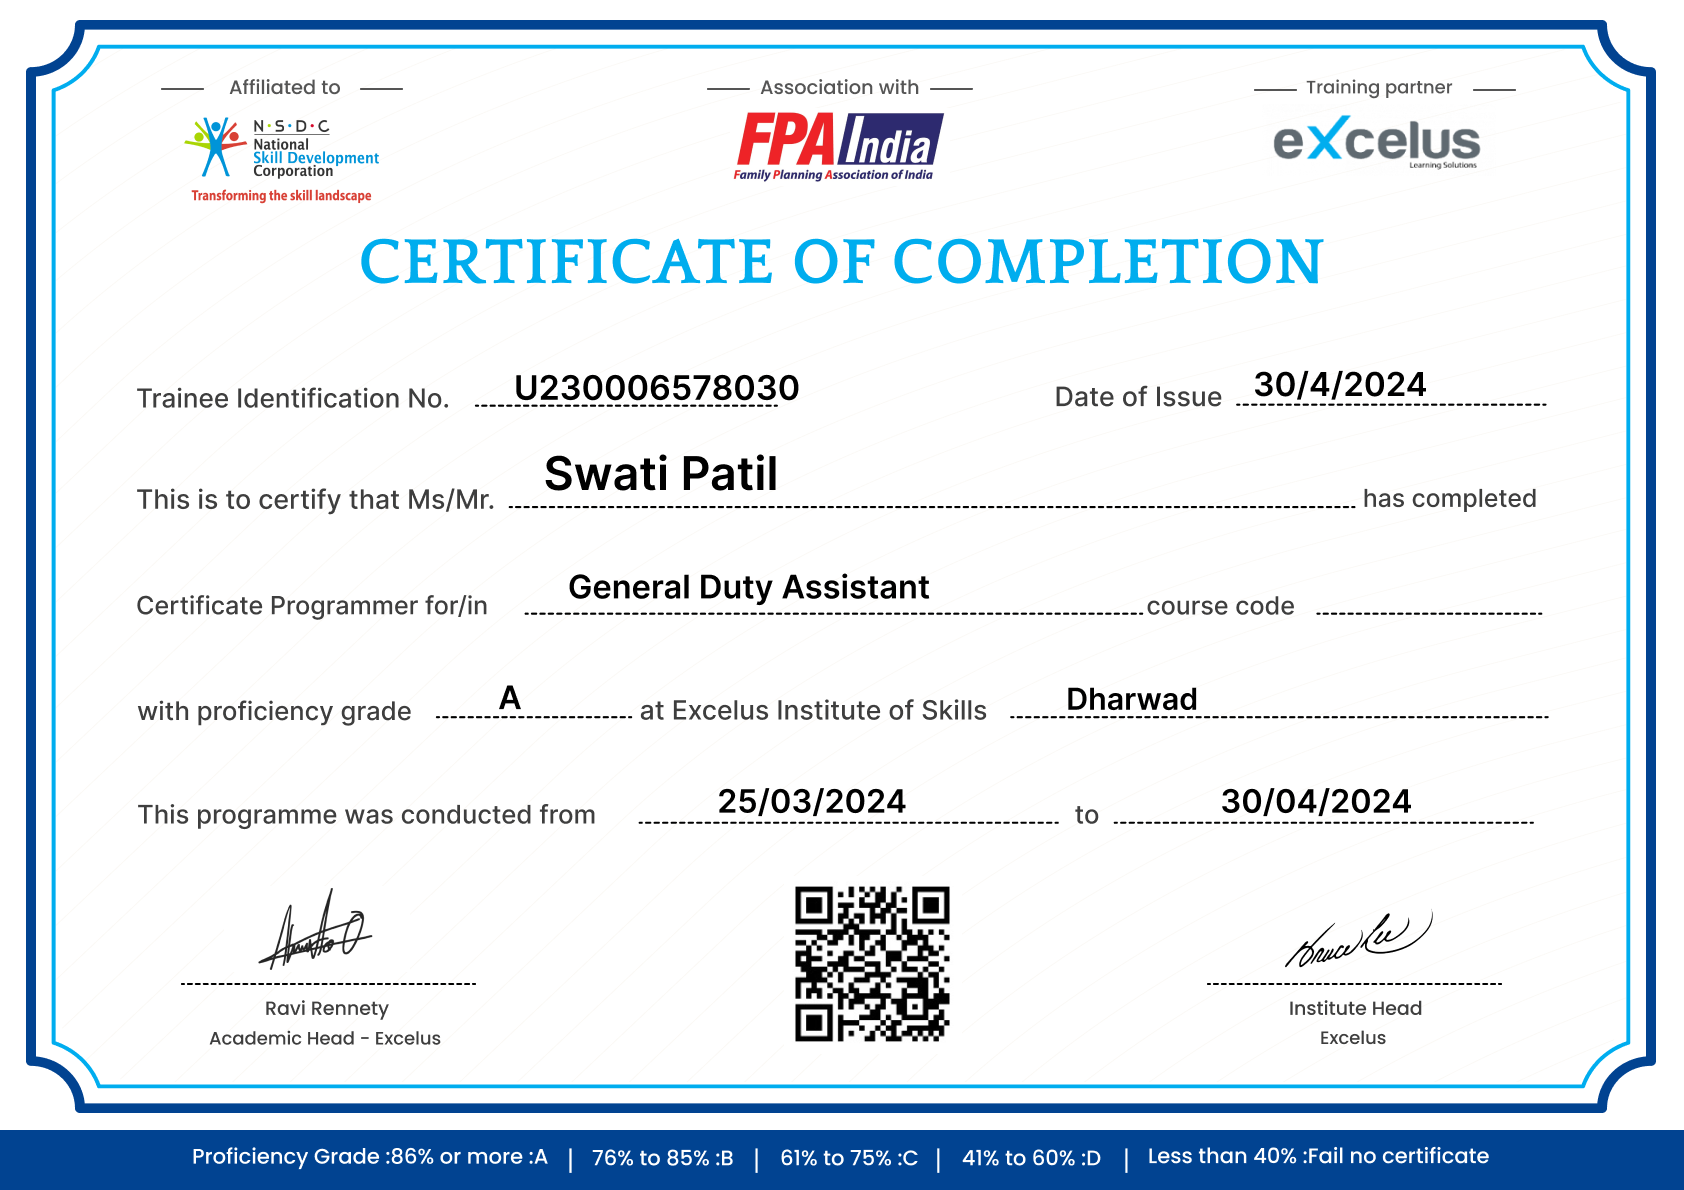 Affiliated to
Association with
Training partner
N·S·D·C
National
Skill Development
Corporation
Transforming the skill landscape
FPA India
Family Planning Association of India
eXcelus
Learning Solutions
CERTIFICATE OF COMPLETION
Trainee Identification No. U230006578030 Date of Issue 30/4/2024
This is to certify that Ms/Mr. Swati Patil has completed
Certificate Programmer for/in General Duty Assistant course code
with proficiency grade A at Excelus Institute of Skills Dharwad
This programme was conducted from 25/03/2024 to 30/04/2024
Bruce Lee
Ravi Rennety
Academic Head - Excelus
Institute Head
Excelus
Proficiency Grade :86% or more :A | 76% to 85% :B | 61% to 75% :C | 41% to 60% :D | Less than 40% :Fail no certificate